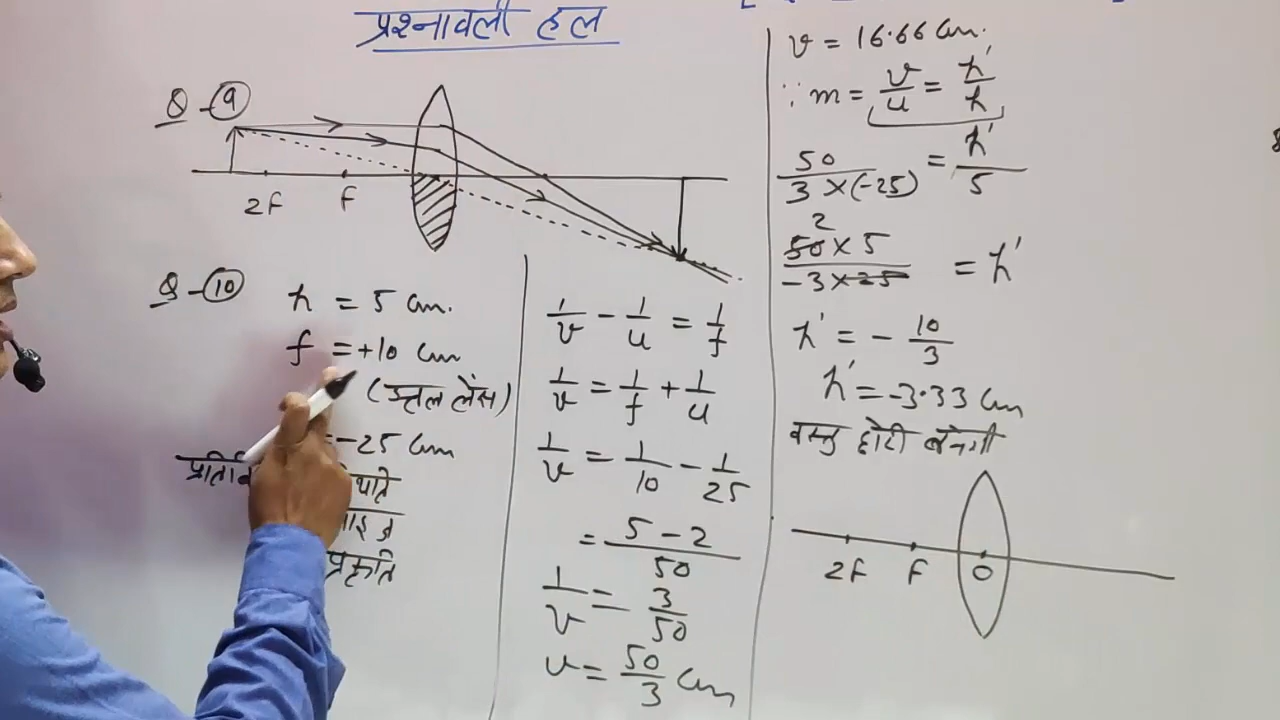 प्रश्नावली हल
Q-9
2F F
Q-10
h = 5 cm.
f = +10 cm
(उत्तल लेंस)
= -25 cm
प्रकृति
1/v - 1/u = 1/f
1/v = 1/f + 1/u
1/v = 1/10 - 1/25
= 5-2/50
1/v = 3/50
v = 50/3 cm
v = 16.66 cm.
∵ m = v/u = h'/h
50/3×(-25) = h'/5
2
50×5/-3×25 = h'
h' = -10/3
h' = -3.33 cm
वस्तु छोटी बनेगी
2F F O